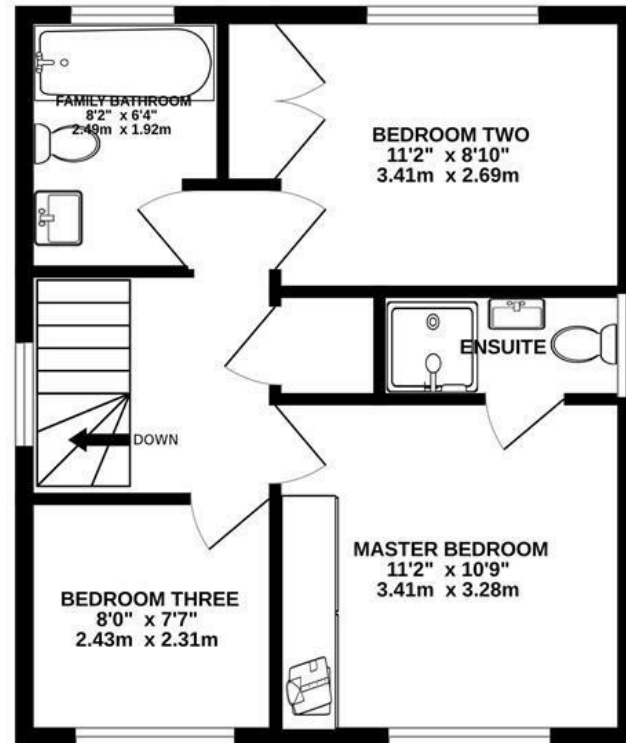 FAMILY BATHROOM
8'2" x 6'4"
2.49m x 1.92m
BEDROOM TWO
11'2" x 8'10"
3.41m x 2.69m
ENSUITE
DOWN
MASTER BEDROOM
11'2" x 10'9"
3.41m x 3.28m
BEDROOM THREE
8'0" x 7'7"
2.43m x 2.31m